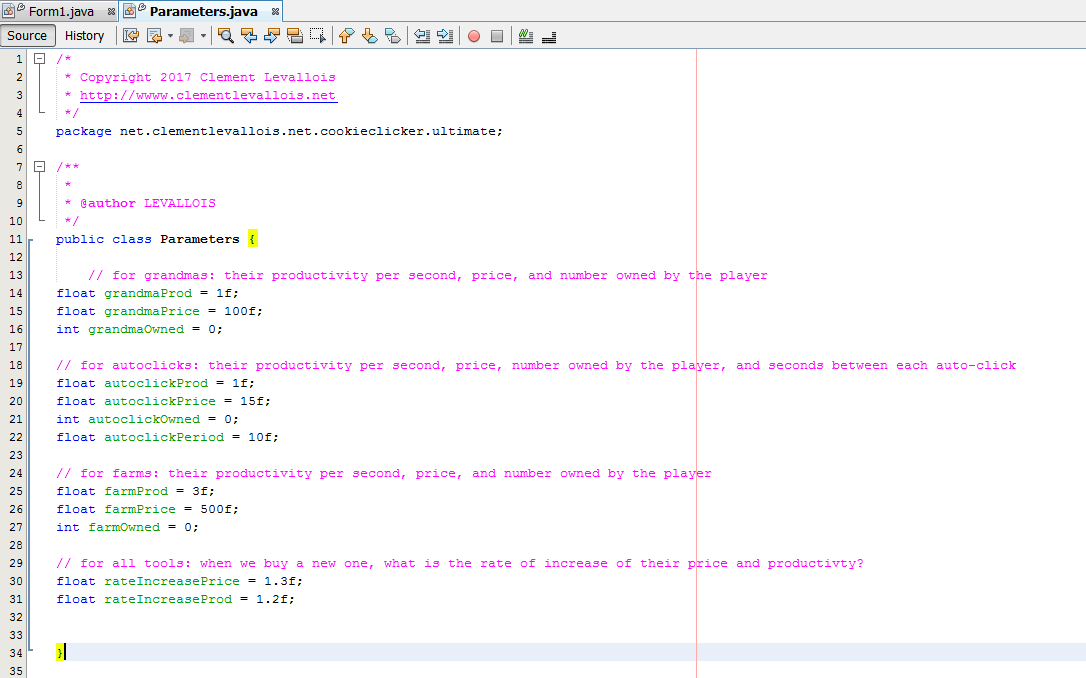 Form1.java Parameters.java
Source History
1 /*
2 * Copyright 2017 Clement Levallois
3 * http://wwww.clementlevallois.net
4 */
5 package net.clementlevallois.net.cookieclicker.ultimate;
6
7 /**
8 *
9 * @author LEVALLOIS
10 */
11 public class Parameters {
12
13 // for grandmas: their productivity per second, price, and number owned by the player
14 float grandmaProd = 1f;
15 float grandmaPrice = 100f;
16 int grandmaOwned = 0;
17
18 // for autoclicks: their productivity per second, price, number owned by the player, and seconds between each auto-click
19 float autoclickProd = 1f;
20 float autoclickPrice = 15f;
21 int autoclickOwned = 0;
22 float autoclickPeriod = 10f;
23
24 // for farms: their productivity per second, price, and number owned by the player
25 float farmProd = 3f;
26 float farmPrice = 500f;
27 int farmOwned = 0;
28
29 // for all tools: when we buy a new one, what is the rate of increase of their price and productivty?
30 float rateIncreasePrice = 1.3f;
31 float rateIncreaseProd = 1.2f;
32
33
34 }
35